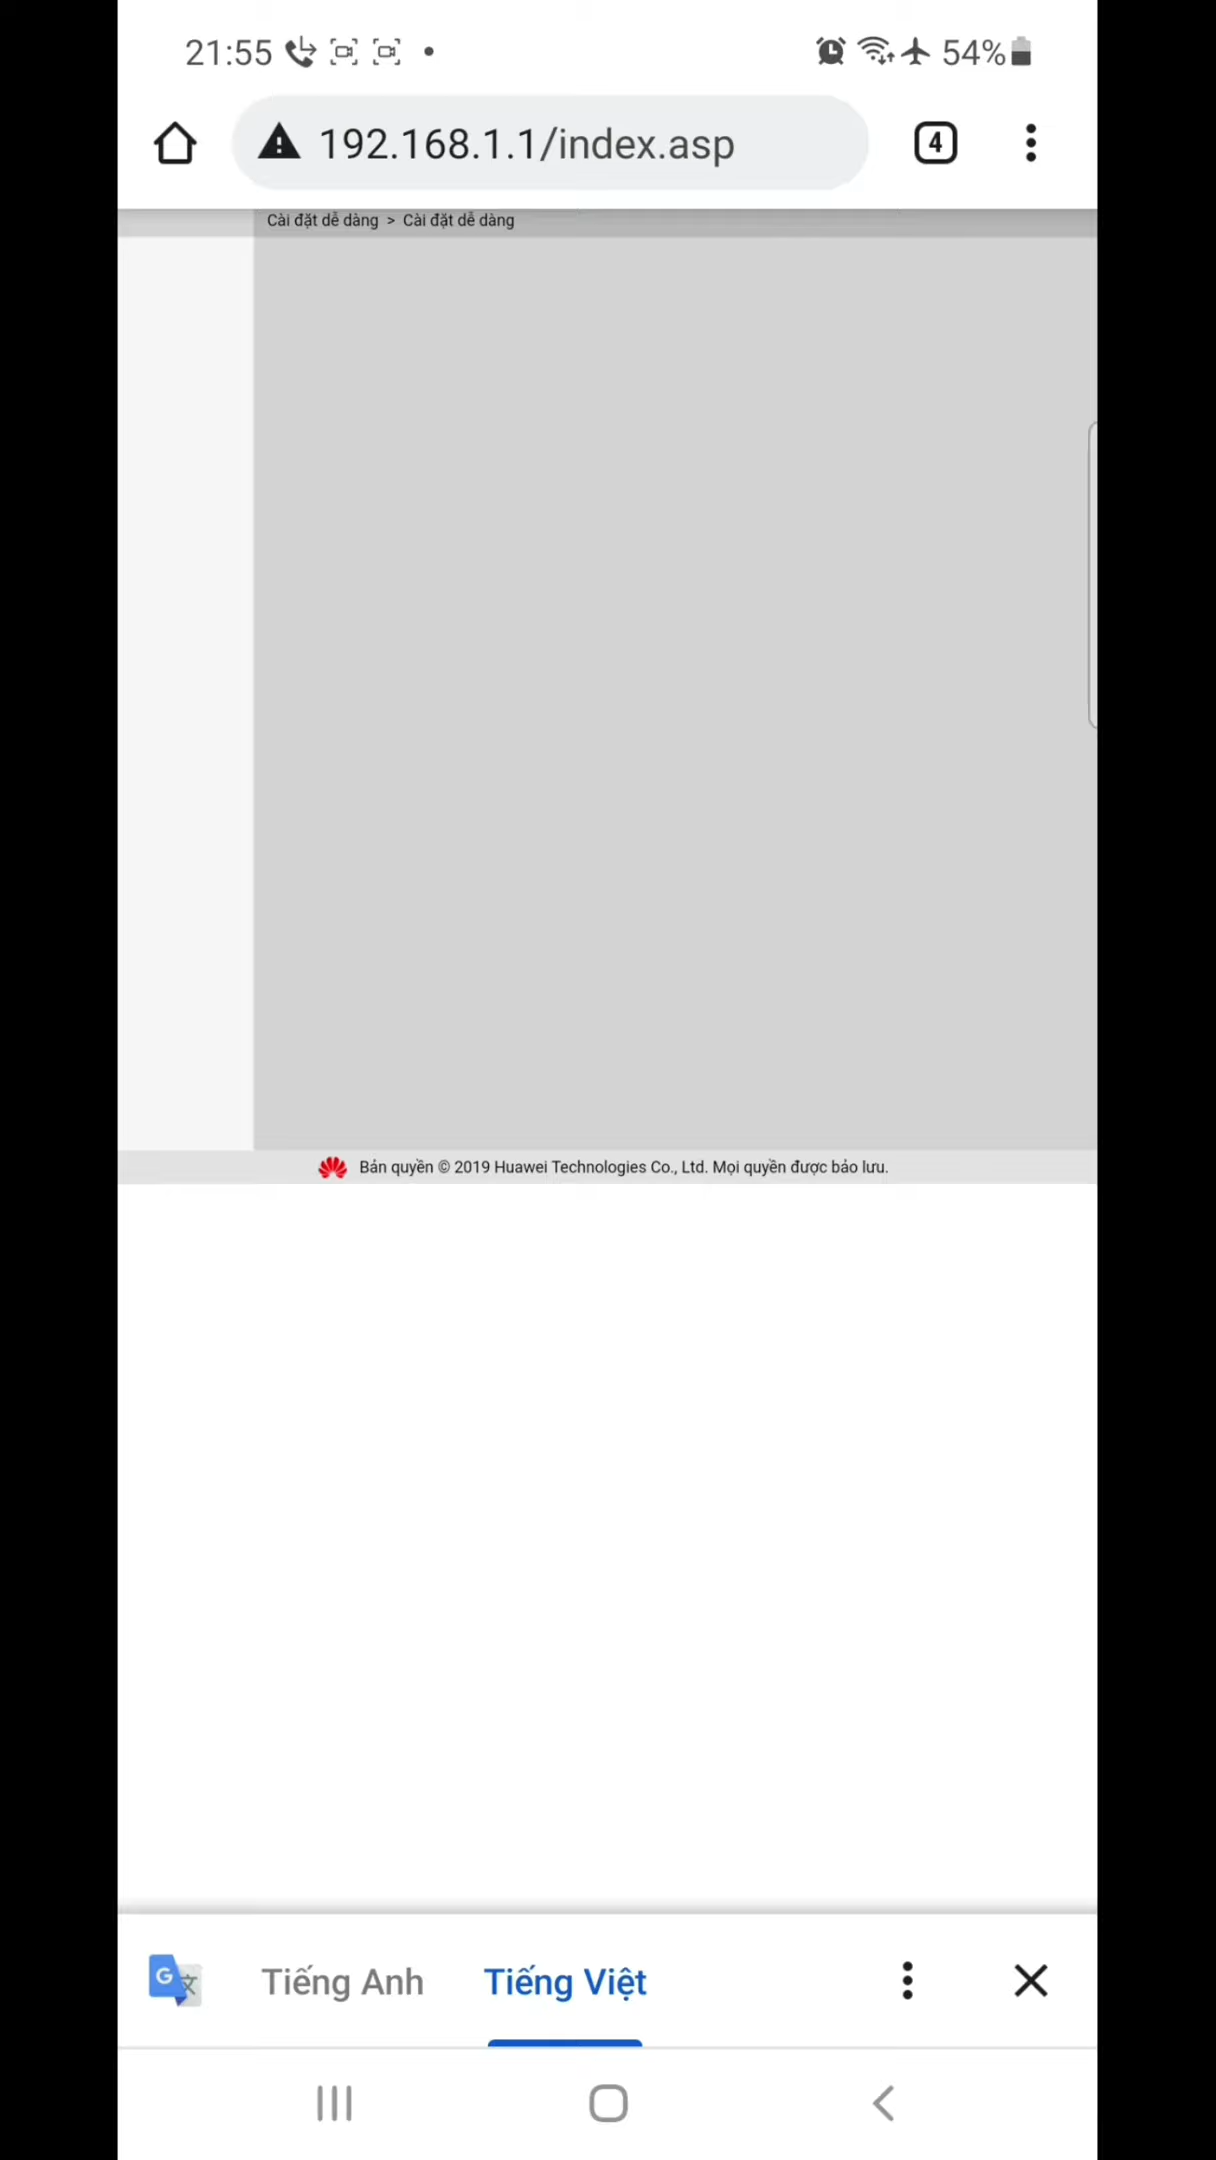 21:55 54%
192.168.1.1/index.asp 4
Cài đặt dễ dàng > Cài đặt dễ dàng
Bản quyền © 2019 Huawei Technologies Co., Ltd. Mọi quyền được bảo lưu.
G 文 Tiếng Anh Tiếng Việt